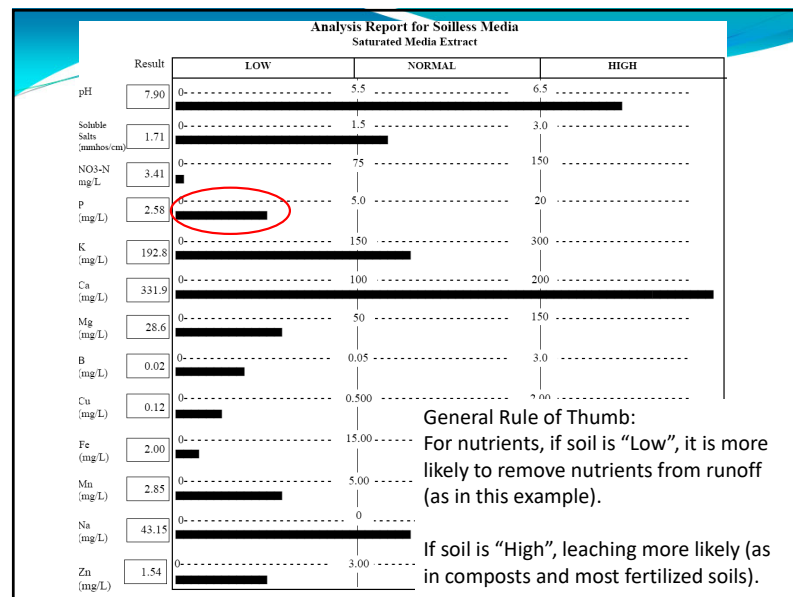 Analysis Report for Soilless Media
Saturated Media Extract
Result LOW NORMAL HIGH
pH 7.90 0 5.5 6.5
Soluble
Salts
(mmhos/cm) 1.71 0 1.5 3.0
NO3-N
mg/L 3.41 0 75 150
P
(mg/L) 2.58 0 5.0 20
K
(mg/L) 192.8 0 150 300
Ca
(mg/L) 331.9 0 100 200
Mg
(mg/L) 28.6 0 50 150
B
(mg/L) 0.02 0 0.05 3.0
Cu
(mg/L) 0.12 0 0.500 2.00
Fe
(mg/L) 2.00 0 15.00
Mn
(mg/L) 2.85 0 5.00
Na
(mg/L) 43.15 0 0
Zn
(mg/L) 1.54 0 3.00
General Rule of Thumb:
For nutrients, if soil is “Low”, it is more
likely to remove nutrients from runoff
(as in this example).
If soil is “High”, leaching more likely (as
in composts and most fertilized soils).